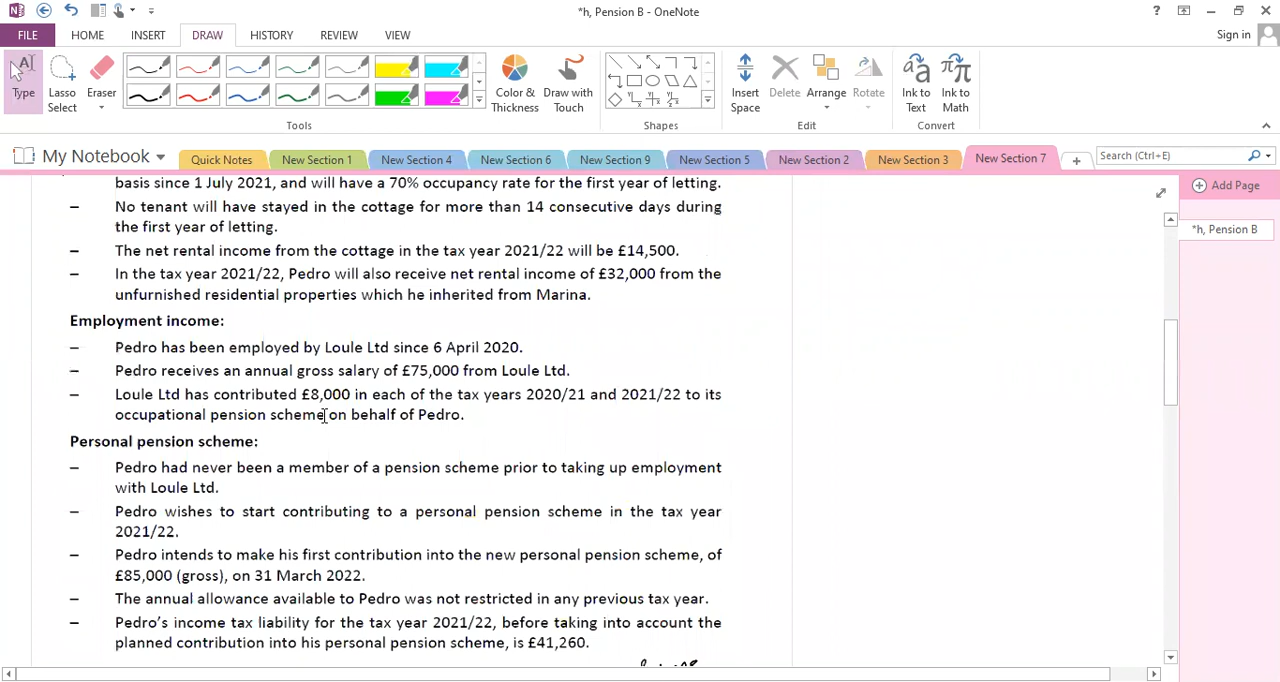 *h, Pension B - OneNote
?
Sign in
FILE HOME INSERT DRAW HISTORY REVIEW VIEW
Type
Lasso Select
Eraser
Color & Thickness
Draw with Touch
Insert Space
Delete
Arrange
Rotate
Ink to Text
Ink to Math
Tools Shapes Edit Convert
My Notebook Quick Notes New Section 1 New Section 4 New Section 6 New Section 9 New Section 5 New Section 2 New Section 3 New Section 7 + Search (Ctrl+E)
Add Page
*h, Pension B
basis since 1 July 2021, and will have a 70% occupancy rate for the first year of letting.
– No tenant will have stayed in the cottage for more than 14 consecutive days during
the first year of letting.
– The net rental income from the cottage in the tax year 2021/22 will be £14,500.
– In the tax year 2021/22, Pedro will also receive net rental income of £32,000 from the
unfurnished residential properties which he inherited from Marina.
Employment income:
– Pedro has been employed by Loule Ltd since 6 April 2020.
– Pedro receives an annual gross salary of £75,000 from Loule Ltd.
– Loule Ltd has contributed £8,000 in each of the tax years 2020/21 and 2021/22 to its
occupational pension scheme on behalf of Pedro.
Personal pension scheme:
– Pedro had never been a member of a pension scheme prior to taking up employment
with Loule Ltd.
– Pedro wishes to start contributing to a personal pension scheme in the tax year
2021/22.
– Pedro intends to make his first contribution into the new personal pension scheme, of
£85,000 (gross), on 31 March 2022.
– The annual allowance available to Pedro was not restricted in any previous tax year.
– Pedro's income tax liability for the tax year 2021/22, before taking into account the
planned contribution into his personal pension scheme, is £41,260.